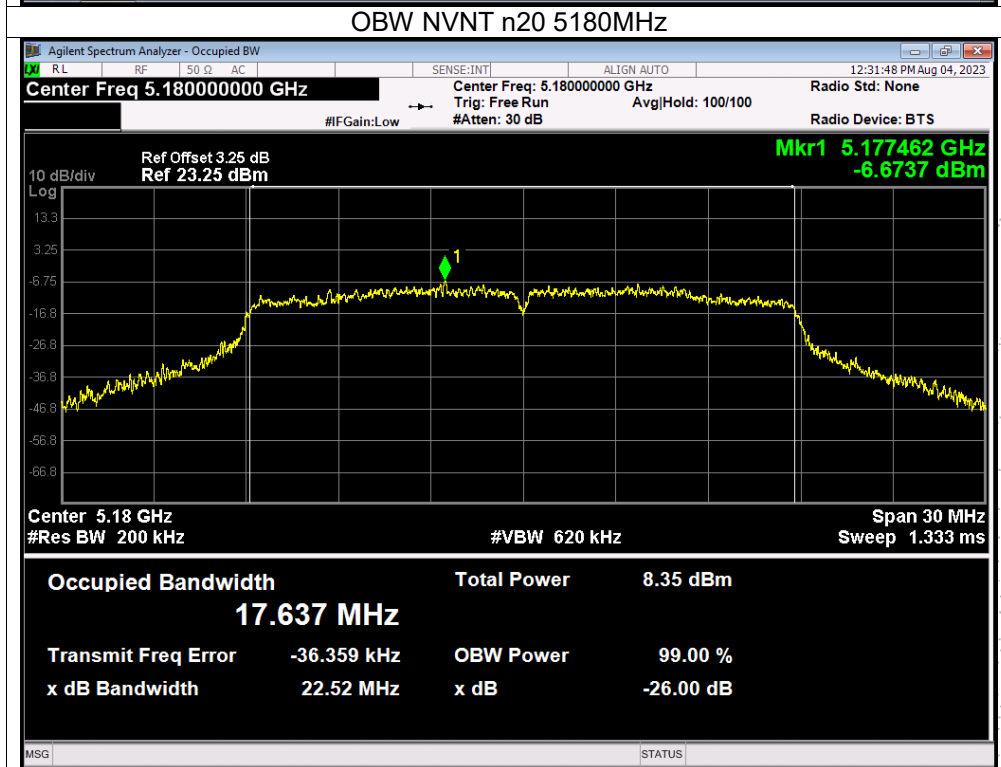 OBW NVNT n20 5180MHz
Agilent Spectrum Analyzer - Occupied BW
LXI RL RF 50 Ω AC SENSE:INT ALIGN AUTO 12:31:48 PM Aug 04, 2023
Center Freq 5.180000000 GHz Center Freq: 5.180000000 GHz Radio Std: None
Trig: Free Run Avg|Hold: 100/100
#IFGain:Low #Atten: 30 dB Radio Device: BTS
Mkr1 5.177462 GHz
-6.6737 dBm
Ref Offset 3.25 dB
10 dB/div Ref 23.25 dBm
Log
13.3
3.25
1
-6.75
-16.8
-26.8
-36.8
-46.8
-56.8
-66.8
Center 5.18 GHz Span 30 MHz
#Res BW 200 kHz #VBW 620 kHz Sweep 1.333 ms
Occupied Bandwidth Total Power 8.35 dBm
17.637 MHz
Transmit Freq Error -36.359 kHz OBW Power 99.00 %
x dB Bandwidth 22.52 MHz x dB -26.00 dB
MSG STATUS